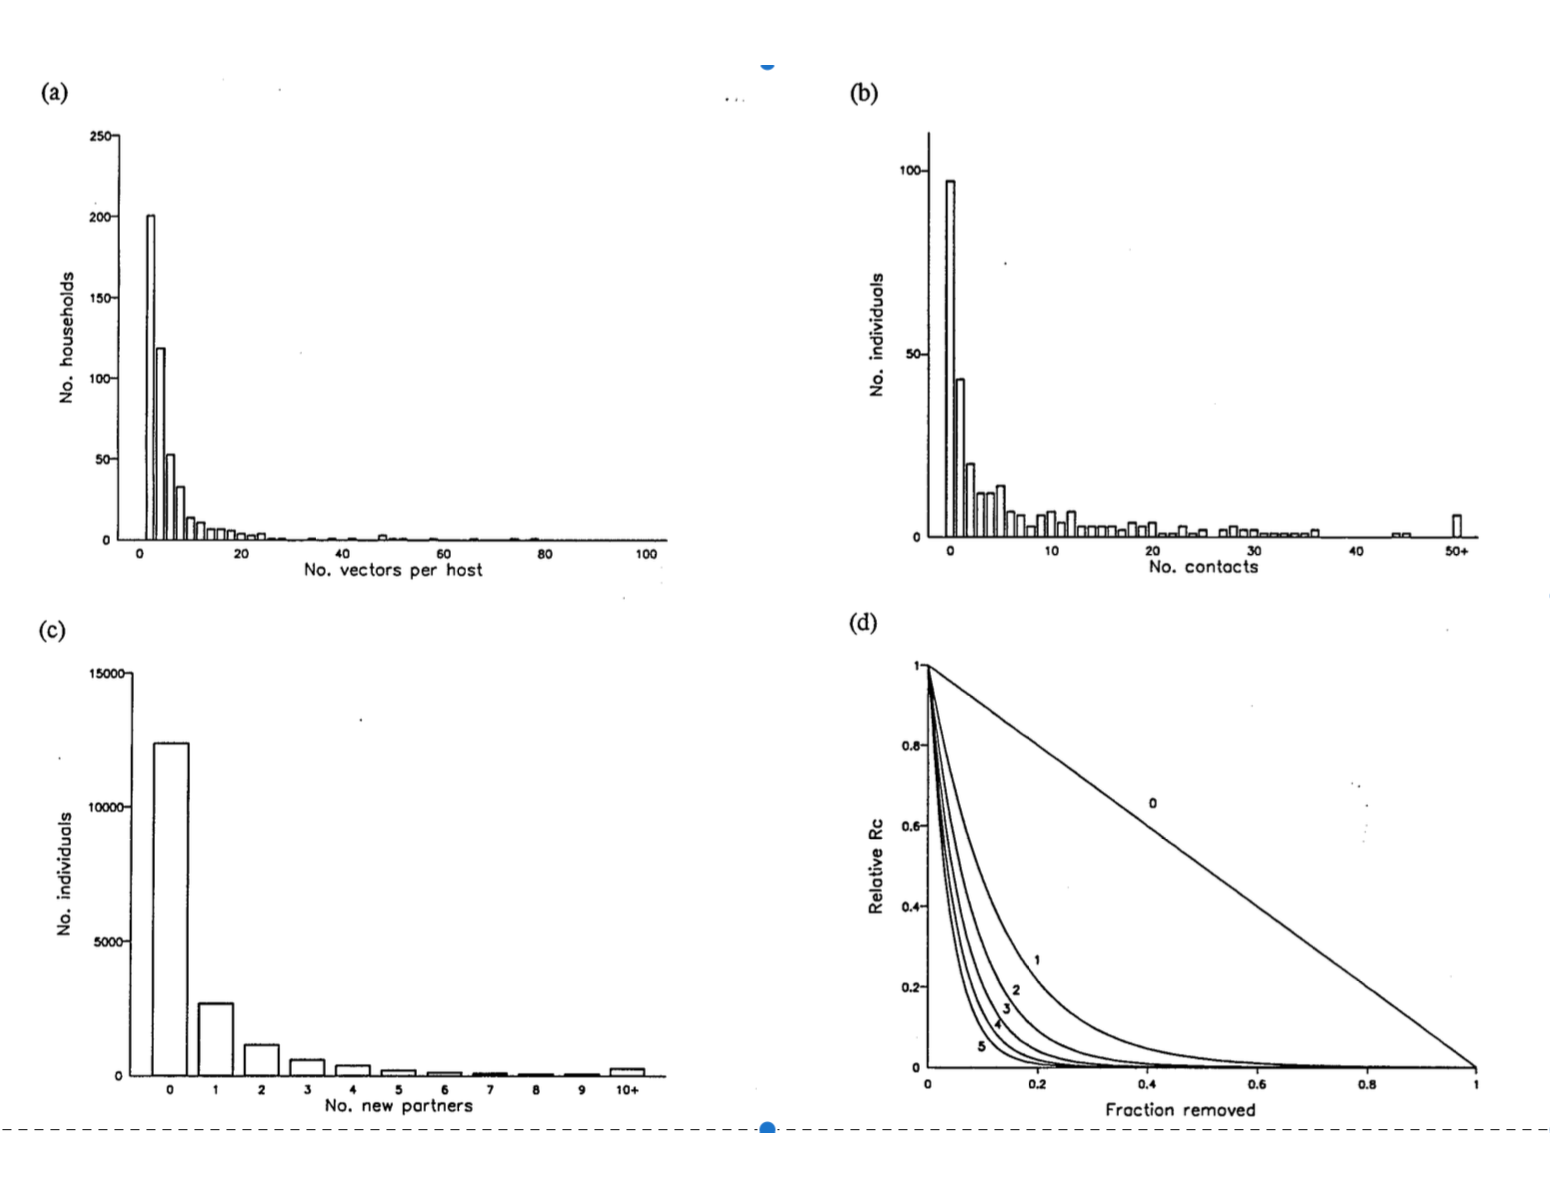 (a)
250
200
150
100
50
0
No. households
0 20 40 60 80 100
No. vectors per host
(b)
100
50
0
No. individuals
0 10 20 30 40 50+
No. contacts
(c)
15000
10000
5000
0
No. individuals
0 1 2 3 4 5 6 7 8 9 10+
No. new partners
(d)
1
0.8
0.6
0.4
0.2
0
Relative Rc
0
1
2
3
4
5
0 0.2 0.4 0.6 0.8 1
Fraction removed